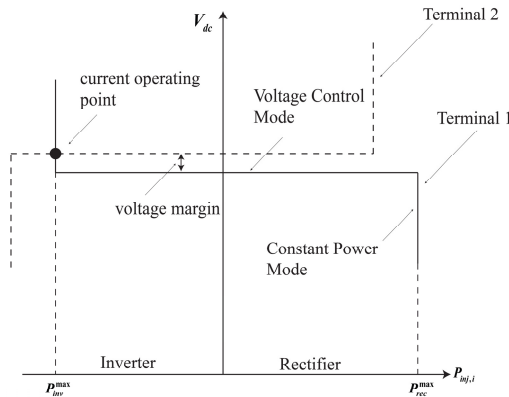 V_dc
Terminal 2
current operating
point
Voltage Control
Mode
Terminal 1
voltage margin
Constant Power
Mode
Inverter
Rectifier
P_inj,i
P_inv^max
P_rec^max